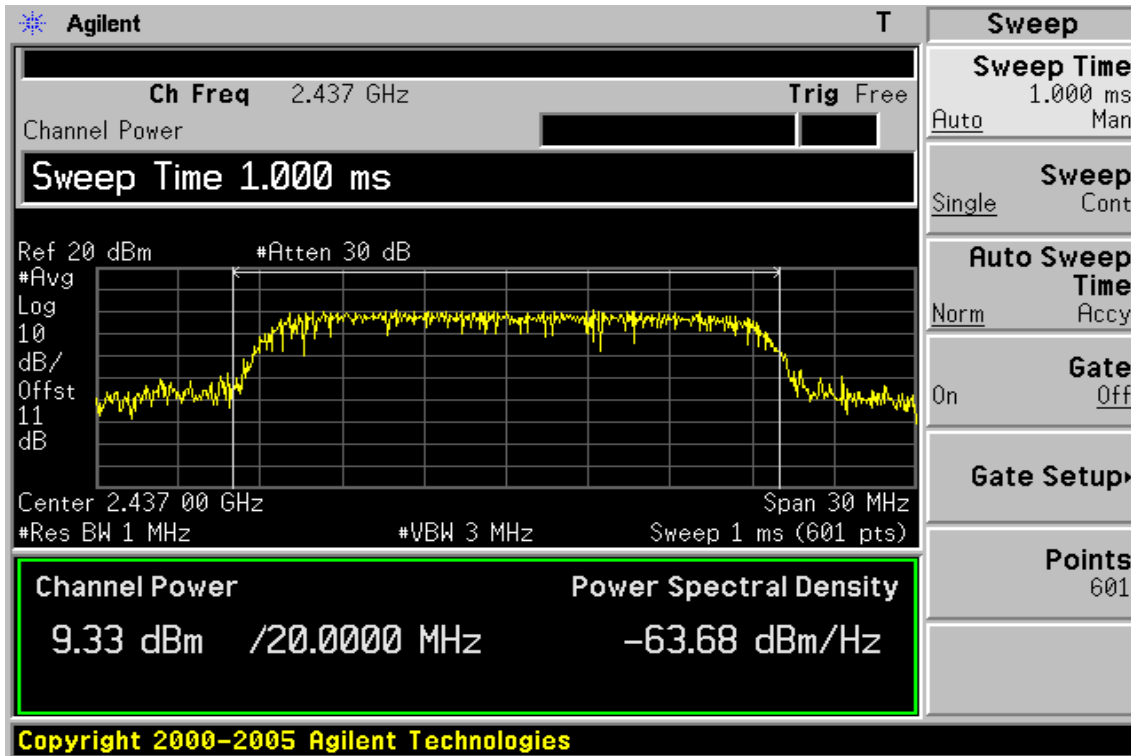 Agilent T
Ch Freq 2.437 GHz Trig Free
Channel Power
Sweep Time 1.000 ms
Ref 20 dBm #Atten 30 dB
#Avg
Log
10
dB/
Offst
11
dB
Center 2.437 00 GHz Span 30 MHz
#Res BW 1 MHz #VBW 3 MHz Sweep 1 ms (601 pts)
Channel Power Power Spectral Density
9.33 dBm /20.0000 MHz -63.68 dBm/Hz
Copyright 2000-2005 Agilent Technologies
Sweep
Sweep Time
1.000 ms
Auto Man
Sweep
Single Cont
Auto Sweep
Time
Norm Accy
Gate
On Off
Gate Setup▸
Points
601